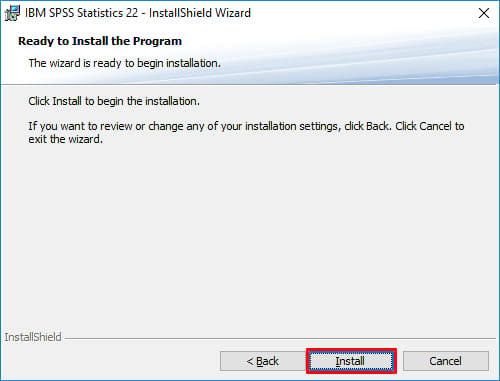 IBM SPSS Statistics 22 - InstallShield Wizard
Ready to Install the Program
The wizard is ready to begin installation.
Click Install to begin the installation.
If you want to review or change any of your installation settings, click Back. Click Cancel to
exit the wizard.
InstallShield
< Back Install Cancel